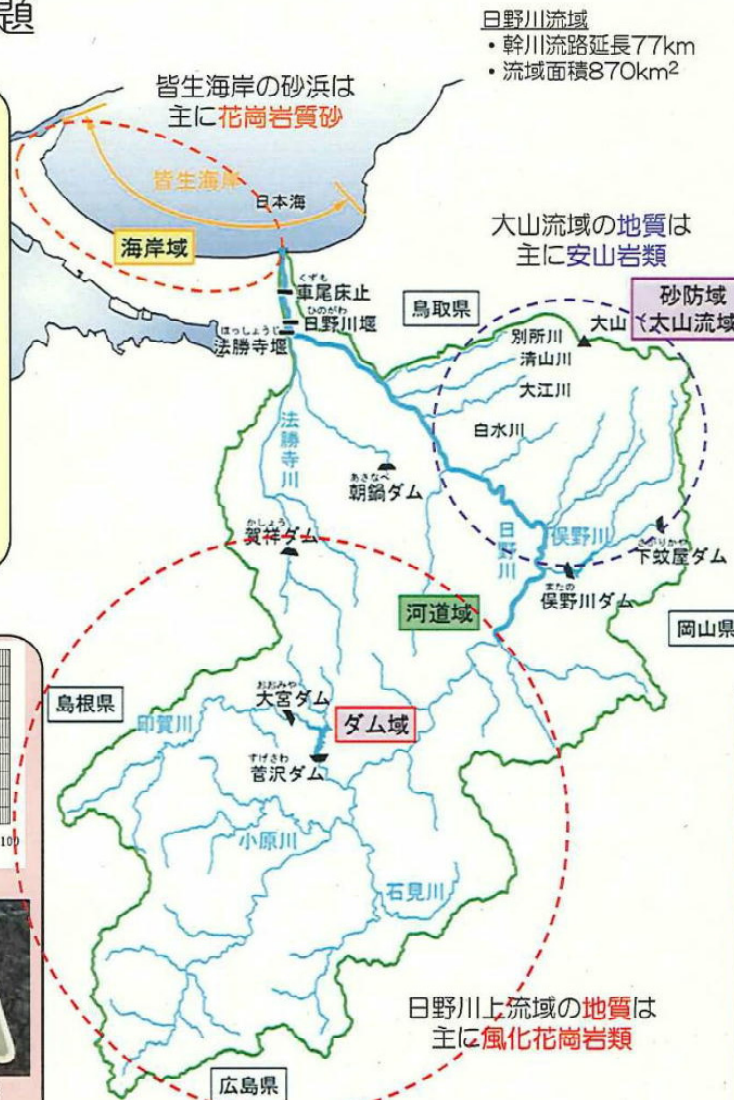 題
日野川流域
・幹川流路延長77km
・流域面積870km²
皆生海岸の砂浜は
主に花崗岩質砂
皆生海岸
日本海
海岸域
大山流域の地質は
主に安山岩類
砂防域
(大山流域
くずも
車尾床止
ひのがわ
日野川堰
ほっしょうじ
法勝寺堰
鳥取県
大山
別所川
清山川
大江川
白水川
法勝寺川
あさなべ
朝鍋ダム
かしょう
賀祥ダム
日野川
俣野川
さがりかや
下蚊屋ダム
またの
俣野川ダム
河道域
岡山県
島根県
おおみや
大宮ダム
印賀川
ダム域
すげさわ
菅沢ダム
小原川
石見川
100
日野川上流域の地質は
主に風化花崗岩類
広島県